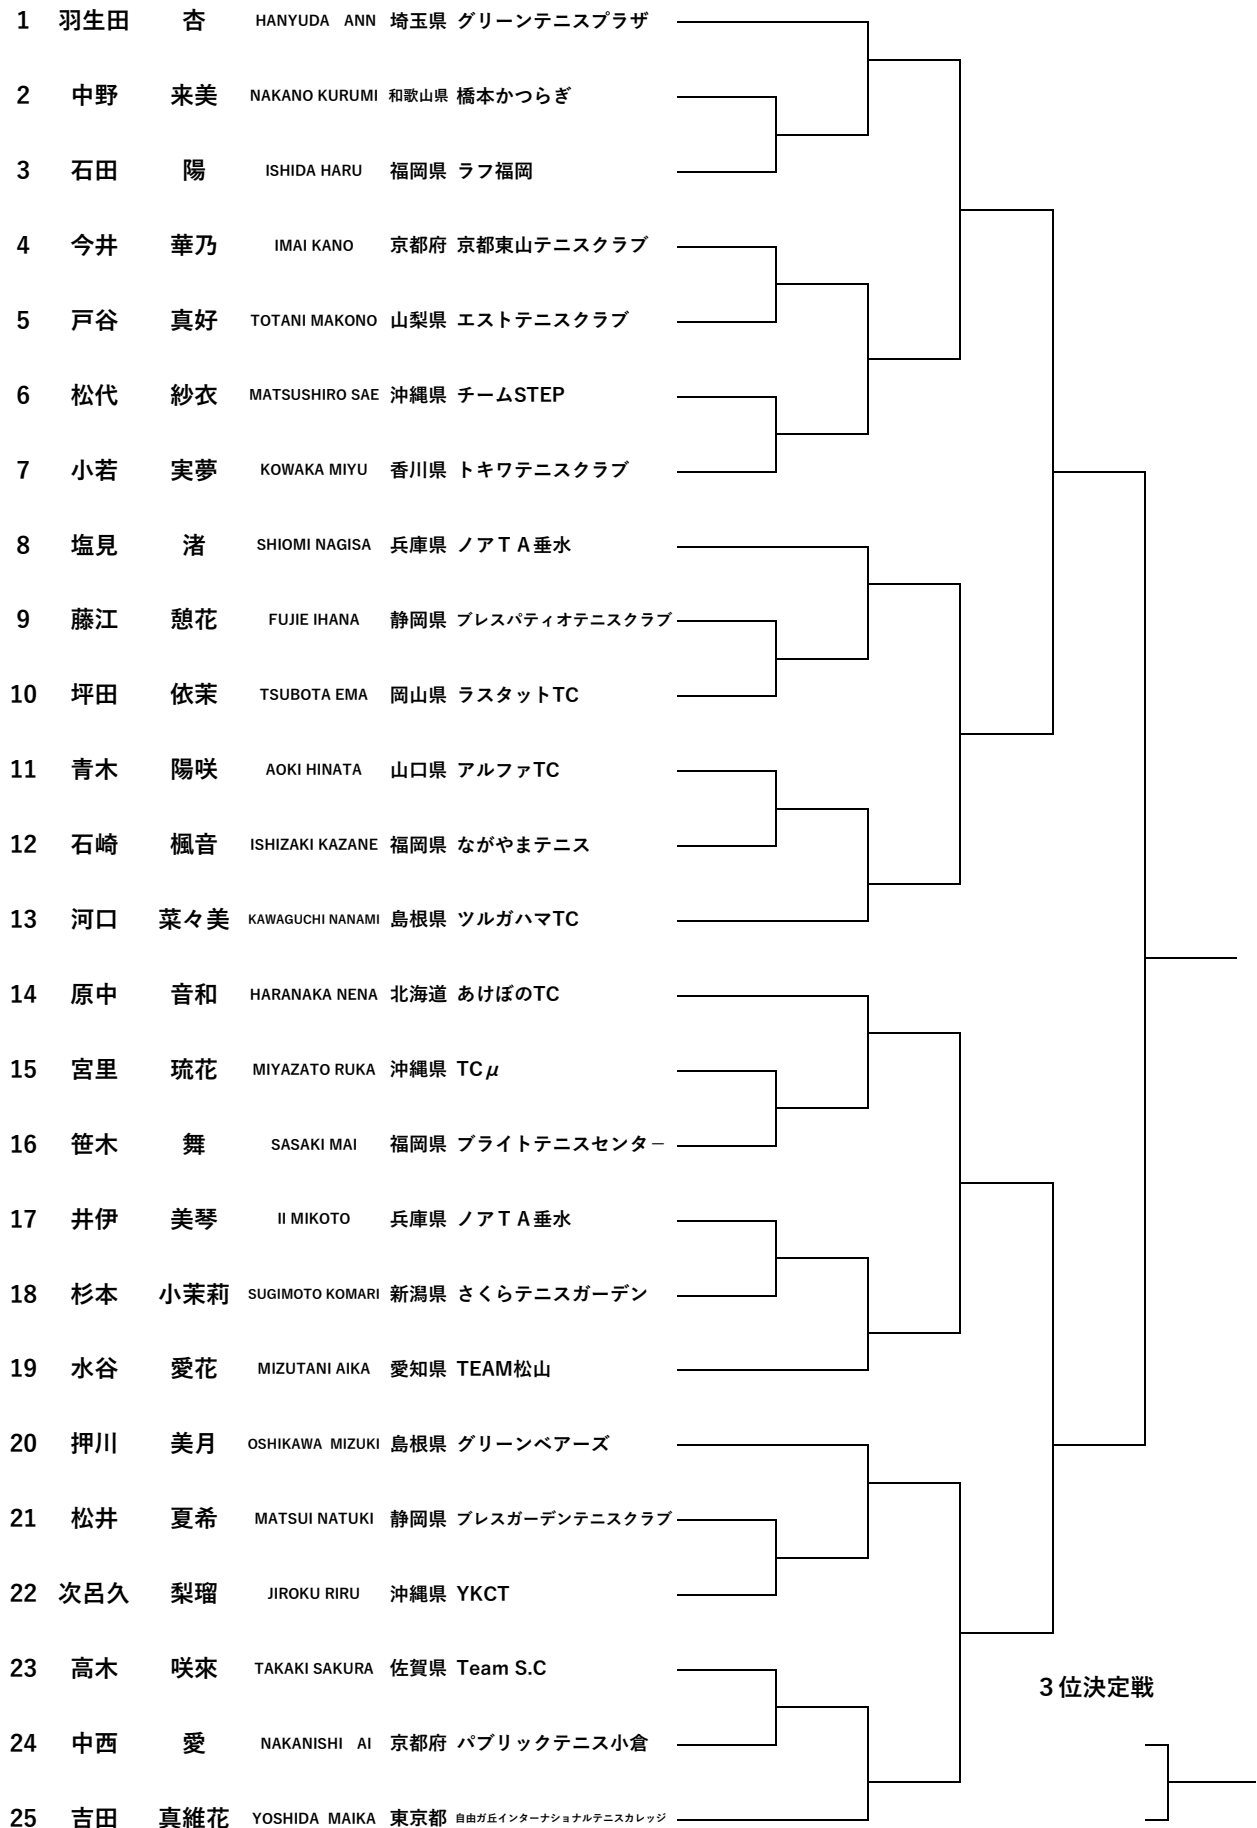 1 羽生田 杏 HANYUDA ANN 埼玉県 グリーンテニスプラザ
2 中野 来美 NAKANO KURUMI 和歌山県 橋本かつらぎ
3 石田 陽 ISHIDA HARU 福岡県 ラフ福岡
4 今井 華乃 IMAI KANO 京都府 京都東山テニスクラブ
5 戸谷 真好 TOTANI MAKONO 山梨県 エストテニスクラブ
6 松代 紗衣 MATSUSHIRO SAE 沖縄県 チームSTEP
7 小若 実夢 KOWAKA MIYU 香川県 トキワテニスクラブ
8 塩見 渚 SHIOMI NAGISA 兵庫県 ノアTA垂水
9 藤江 憩花 FUJIE IHANA 静岡県 ブレスパティオテニスクラブ
10 坪田 依茉 TSUBOTA EMA 岡山県 ラスタットTC
11 青木 陽咲 AOKI HINATA 山口県 アルファTC
12 石崎 楓音 ISHIZAKI KAZANE 福岡県 ながやまテニス
13 河口 菜々美 KAWAGUCHI NANAMI 島根県 ツルガハマTC
14 原中 音和 HARANAKA NENA 北海道 あけぼのTC
15 宮里 琉花 MIYAZATO RUKA 沖縄県 TCμ
16 笹木 舞 SASAKI MAI 福岡県 ブライトテニスセンター
17 井伊 美琴 II MIKOTO 兵庫県 ノアTA垂水
18 杉本 小茉莉 SUGIMOTO KOMARI 新潟県 さくらテニスガーデン
19 水谷 愛花 MIZUTANI AIKA 愛知県 TEAM松山
20 押川 美月 OSHIKAWA MIZUKI 島根県 グリーンベアーズ
21 松井 夏希 MATSUI NATUKI 静岡県 ブレスガーデンテニスクラブ
22 次呂久 梨瑠 JIROKU RIRU 沖縄県 YKCT
23 高木 咲來 TAKAKI SAKURA 佐賀県 Team S.C
3位決定戦
24 中西 愛 NAKANISHI AI 京都府 パブリックテニス小倉
25 吉田 真維花 YOSHIDA MAIKA 東京都 自由ガ丘インターナショナルテニスカレッジ